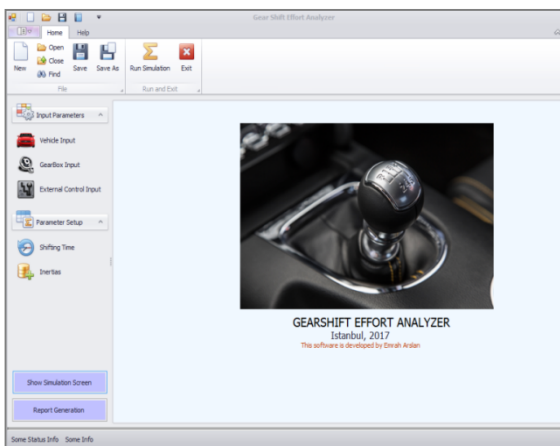 Gear Shift Effort Analyzer
Home Help
Open
Close
Find
New Save Save As Run Simulation Exit
File Run and Exit
Input Parameters
Vehicle Input
GearBox Input
External Control Input
Parameter Setup
Shifting Time
Inertias
GEARSHIFT EFFORT ANALYZER
Istanbul, 2017
This software is developed by Emrah Arslan
Show Simulation Screen
Report Generation
Some Status Info Some Info